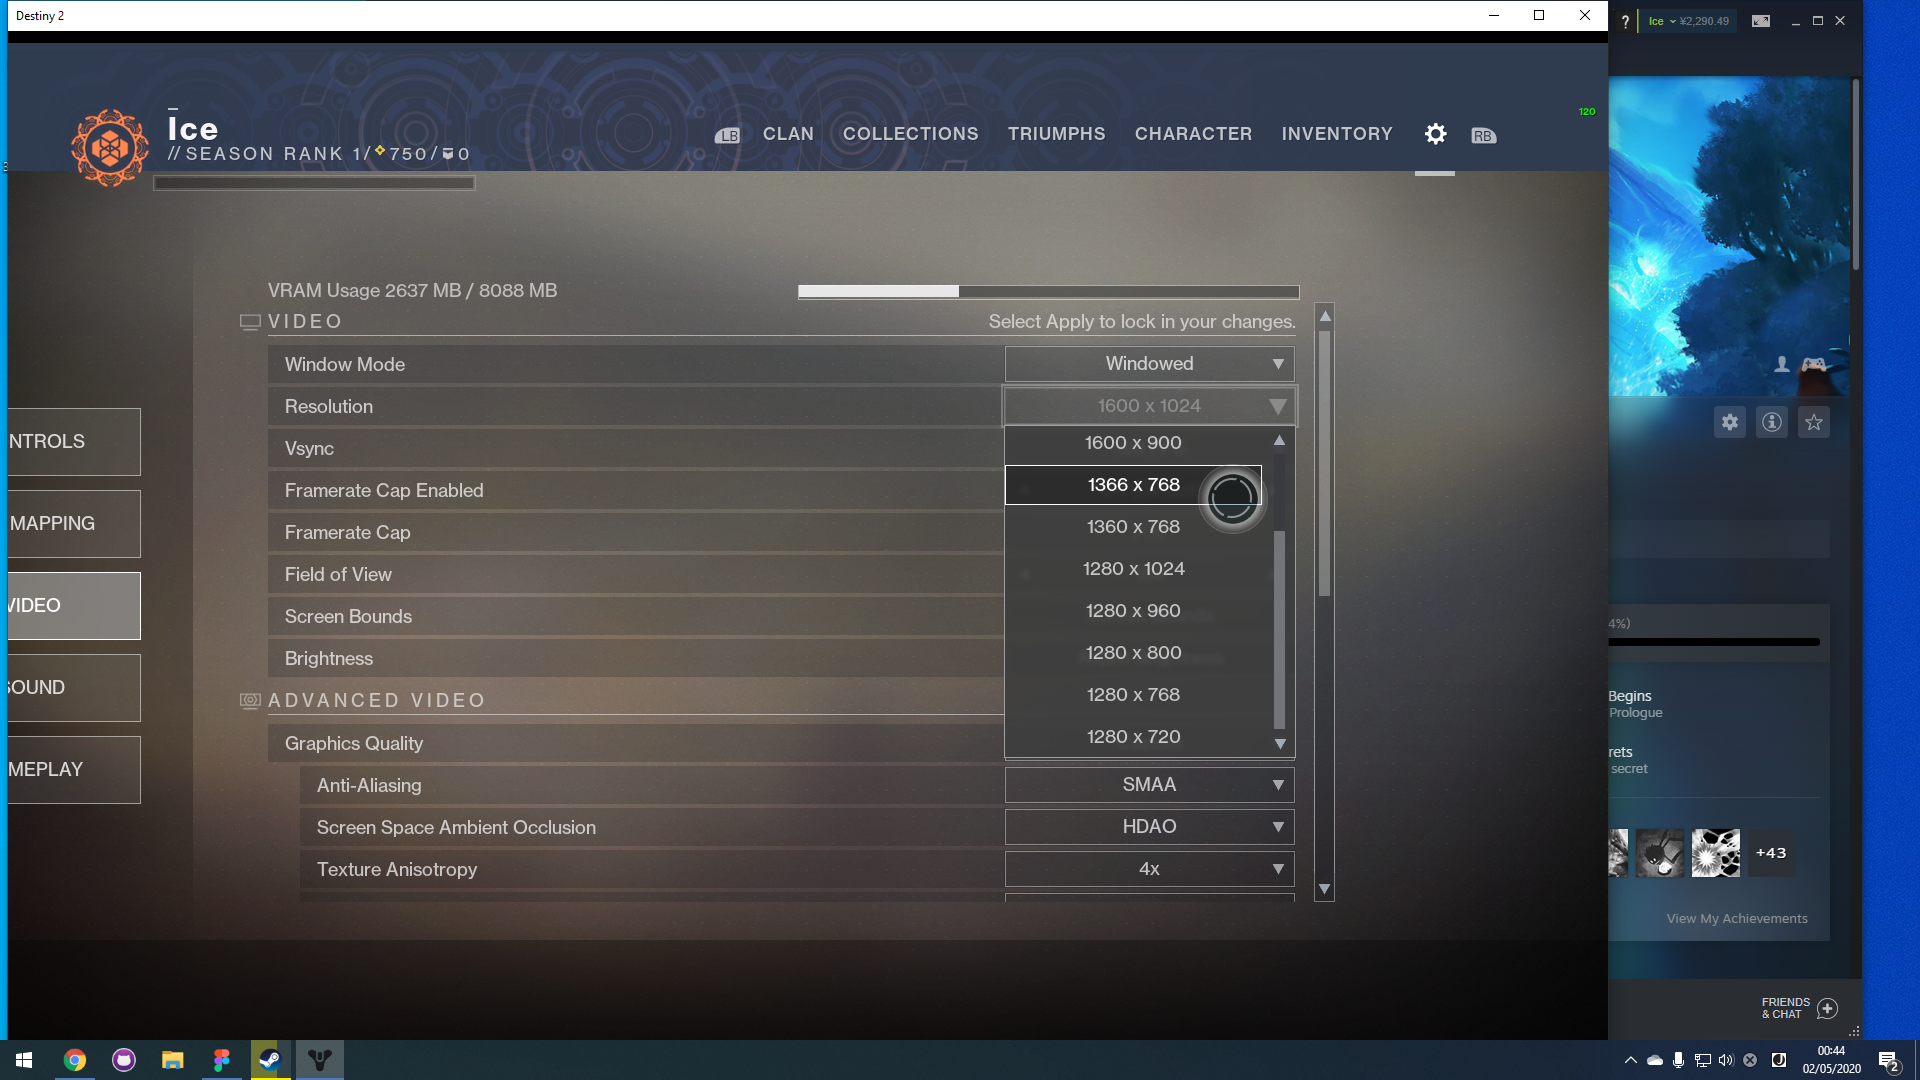 Destiny 2
? Ice ¥2,290.49
120
Ice
// SEASON RANK 1/ 750/ 0
LB CLAN COLLECTIONS TRIUMPHS CHARACTER INVENTORY RB
VRAM Usage 2637 MB / 8088 MB
VIDEO
Select Apply to lock in your changes.
Window Mode
Windowed
Resolution
1600 x 1024
1600 x 900
1366 x 768
1360 x 768
1280 x 1024
1280 x 960
1280 x 800
1280 x 768
1280 x 720
Vsync
Framerate Cap Enabled
Framerate Cap
Field of View
Screen Bounds
Brightness
ADVANCED VIDEO
Graphics Quality
Anti-Aliasing
SMAA
Screen Space Ambient Occlusion
HDAO
Texture Anisotropy
4x
NTROLS
MAPPING
VIDEO
SOUND
MEPLAY
4%)
Begins
Prologue
rets
secret
+43
View My Achievements
FRIENDS
& CHAT
00:44
02/05/2020
2